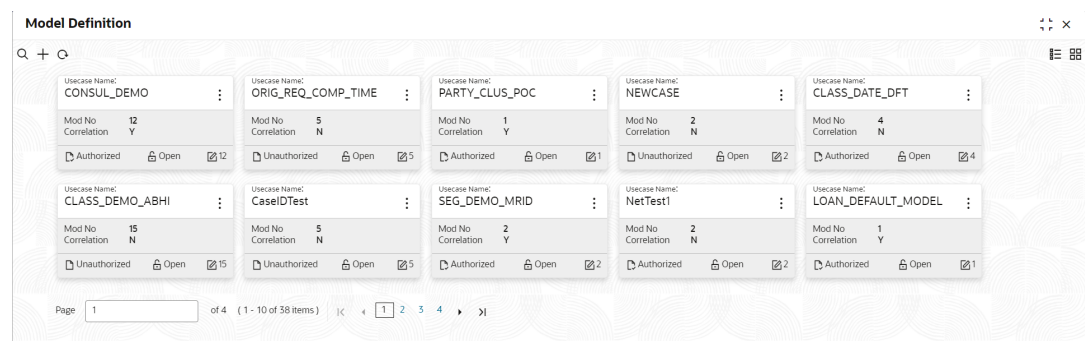 Model Definition
Usecase Name:
CONSUL_DEMO
Mod No 12
Correlation Y
Authorized Open 12
Usecase Name:
ORIG_REQ_COMP_TIME
Mod No 5
Correlation N
Unauthorized Open 5
Usecase Name:
PARTY_CLUS_POC
Mod No 1
Correlation Y
Authorized Open 1
Usecase Name:
NEWCASE
Mod No 2
Correlation N
Unauthorized Open 2
Usecase Name:
CLASS_DATE_DFT
Mod No 4
Correlation N
Authorized Open 4
Usecase Name:
CLASS_DEMO_ABHI
Mod No 15
Correlation N
Unauthorized Open 15
Usecase Name:
CaseIDTest
Mod No 5
Correlation N
Unauthorized Open 5
Usecase Name:
SEG_DEMO_MRID
Mod No 2
Correlation Y
Authorized Open 2
Usecase Name:
NetTest1
Mod No 2
Correlation N
Authorized Open 2
Usecase Name:
LOAN_DEFAULT_MODEL
Mod No 1
Correlation Y
Authorized Open 1
Page 1 of 4 ( 1 - 10 of 38 items ) 1 2 3 4